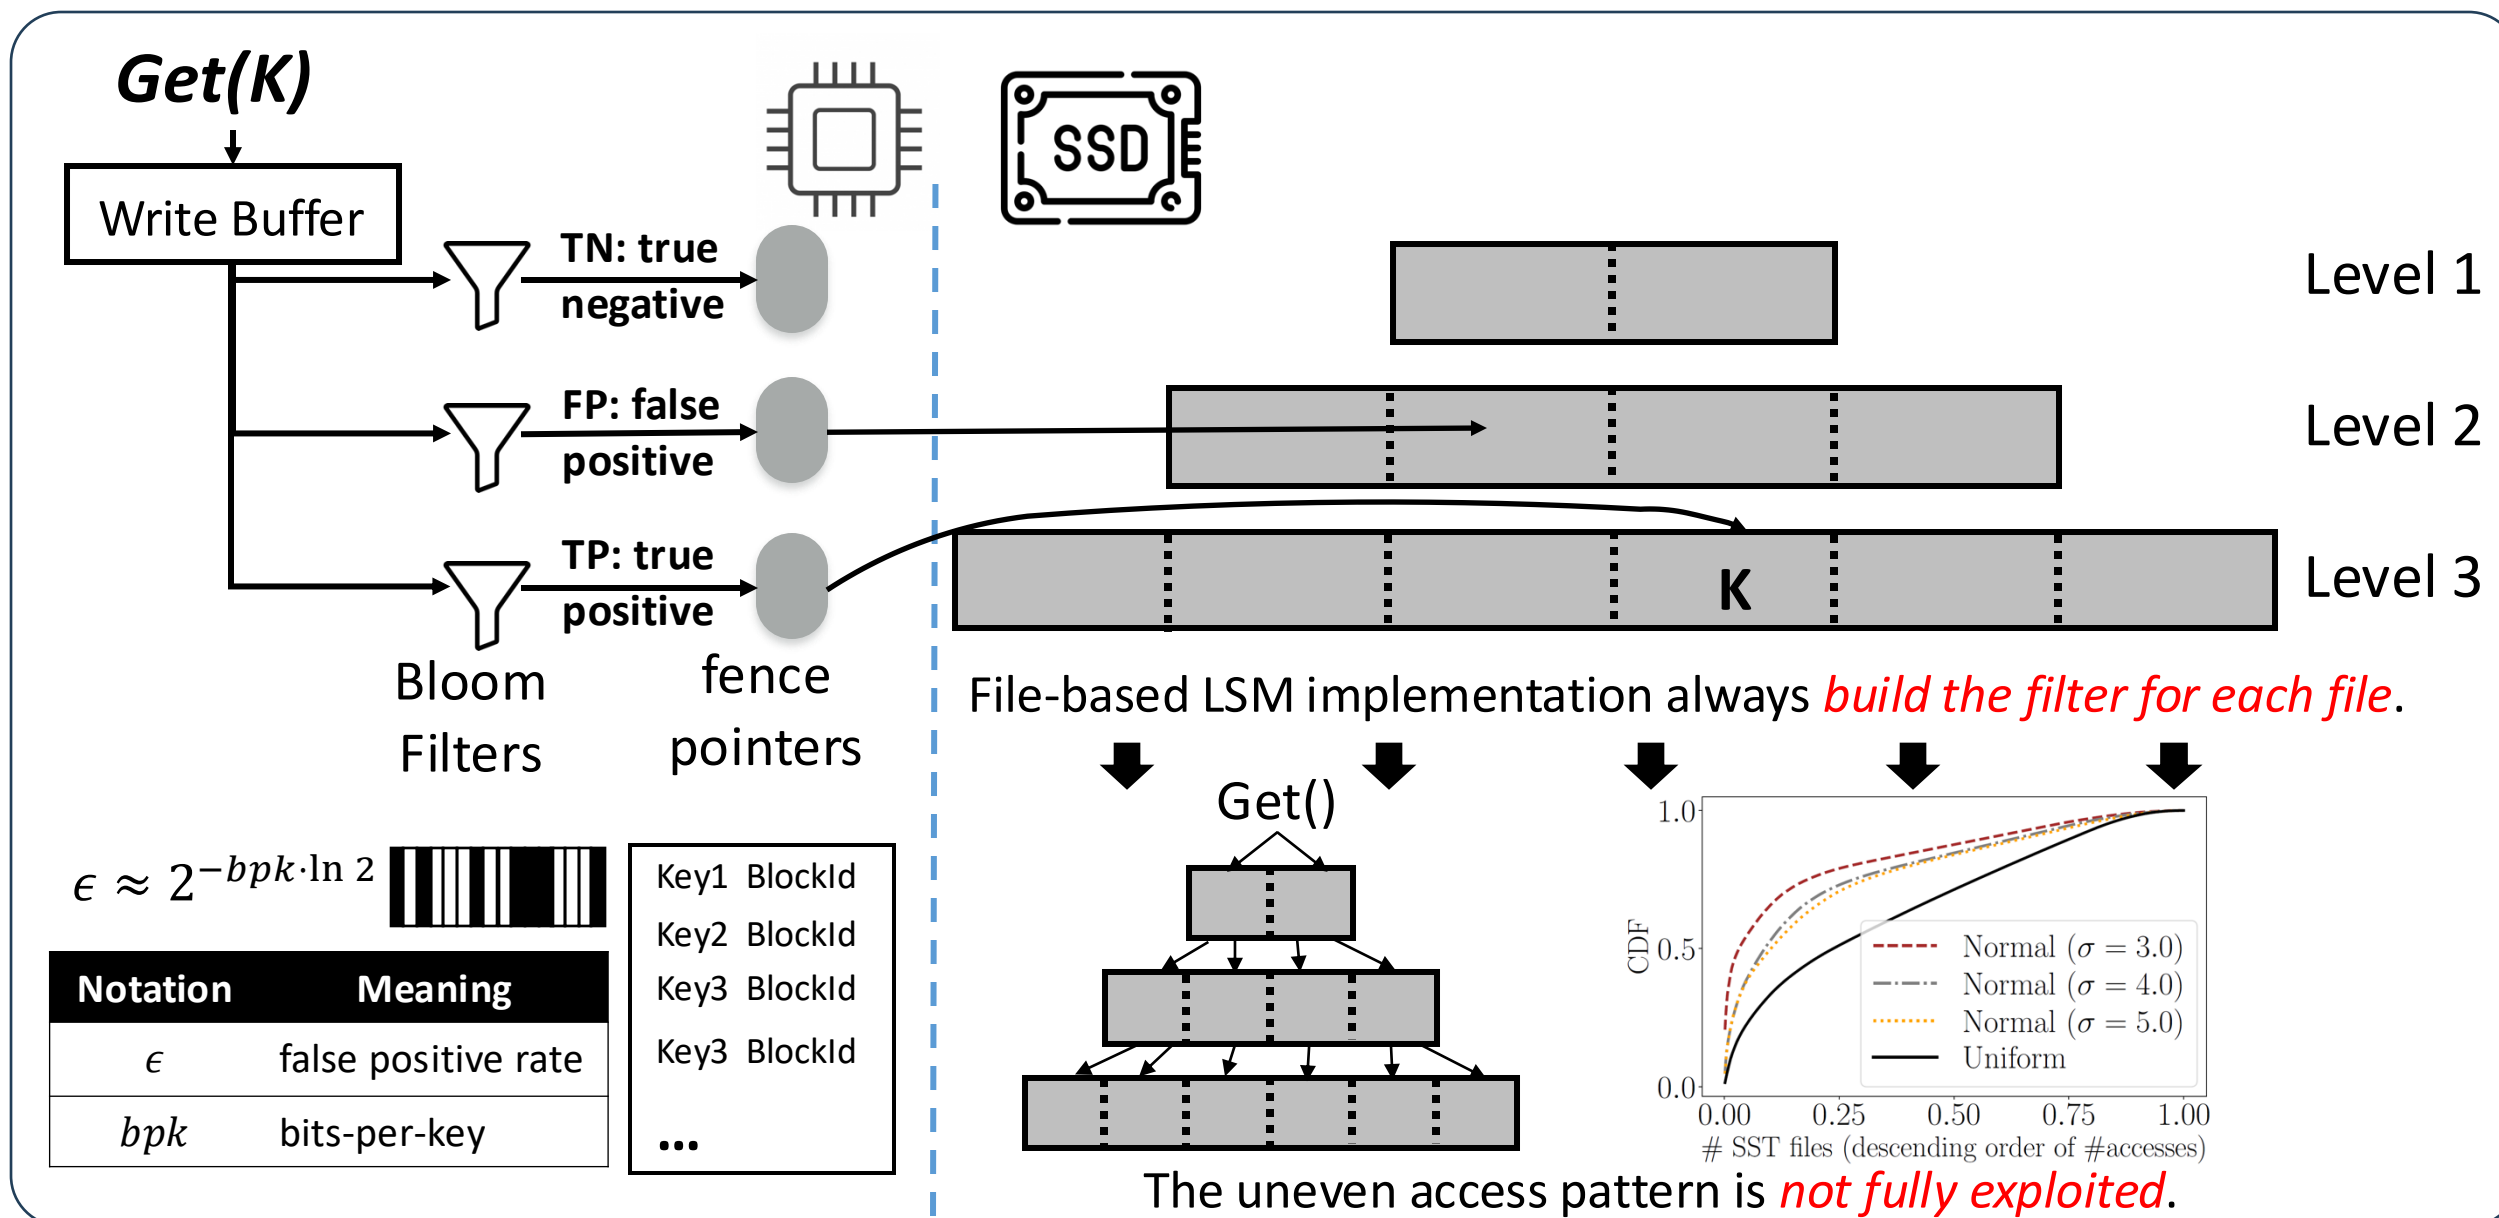 Get(K)
Write Buffer
SSD
TN: true
negative
FP: false
positive
TP: true
positive
Bloom
Filters
fence
pointers
Level 1
Level 2
K
Level 3
File-based LSM implementation always build the filter for each file.
ϵ ≈ 2^{−bpk·ln 2}
Notation Meaning
ϵ false positive rate
bpk bits-per-key
Key1 BlockId
Key2 BlockId
Key3 BlockId
Key3 BlockId
...
Get()
CDF
1.0
0.5
0.0
Normal (σ = 3.0)
Normal (σ = 4.0)
Normal (σ = 5.0)
Uniform
0.00 0.25 0.50 0.75 1.00
# SST files (descending order of #accesses)
The uneven access pattern is not fully exploited.